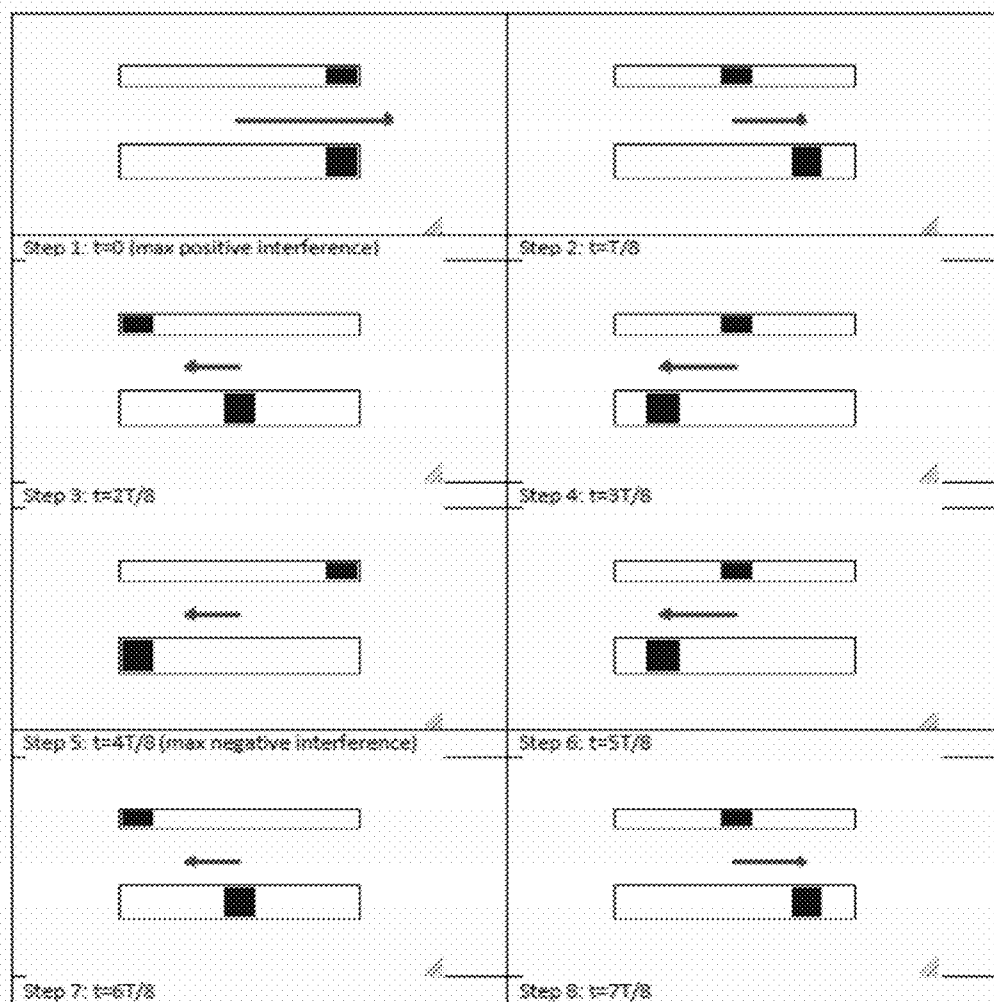 Step 1: t=0 (max positive interference)
Step 2: t=T/8
Step 3: t=2T/8
Step 4: t=3T/8
Step 5: t=4T/8 (max negative interference)
Step 6: t=5T/8
Step 7: t=6T/8
Step 8: t=7T/8